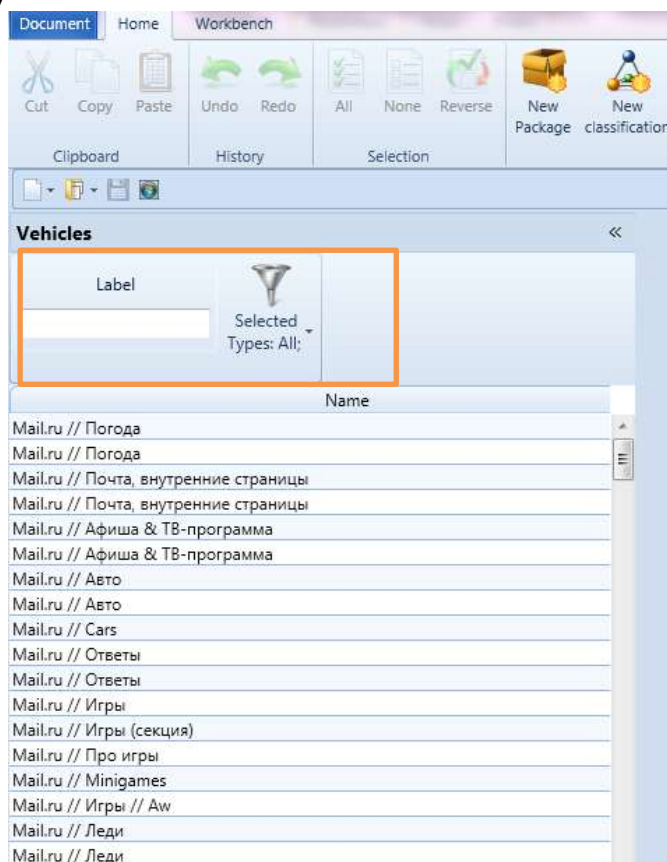 Document Home Workbench
Cut Copy Paste Undo Redo All None Reverse New Package New classification
Clipboard History Selection
Vehicles «
Label
Selected
Types: All;
Name
Mail.ru // Погода
Mail.ru // Погода
Mail.ru // Почта, внутренние страницы
Mail.ru // Почта, внутренние страницы
Mail.ru // Афиша & ТВ-программа
Mail.ru // Афиша & ТВ-программа
Mail.ru // Авто
Mail.ru // Авто
Mail.ru // Cars
Mail.ru // Ответы
Mail.ru // Ответы
Mail.ru // Игры
Mail.ru // Игры (секция)
Mail.ru // Про игры
Mail.ru // Minigames
Mail.ru // Игры // Aw
Mail.ru // Леди
Mail.ru // Леди